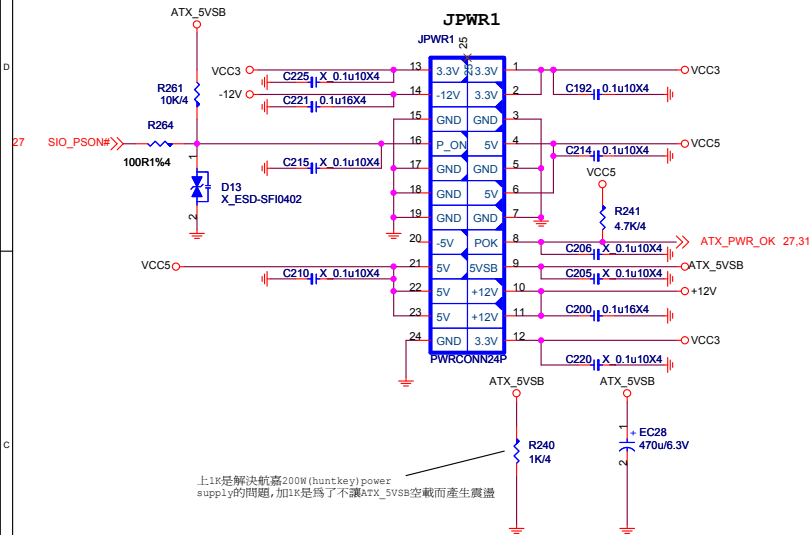 ATX_5VSB
JPWR1
JPWR1
25
25
D
VCC3
C225
X_0.1u10X4
13
3.3V
3.3V
1
VCC3
R261
10K/4
-12V
C221
0.1u16X4
14
-12V
3.3V
2
C192
0.1u10X4
15
GND
GND
3
27
SIO_PSON#
R264
100R1%4
16
P_ON
5V
4
VCC5
1
D13
X_ESD-SFI0402
2
C215
X_0.1u10X4
17
GND
GND
5
C214
0.1u10X4
VCC5
18
GND
5V
6
R241
4.7K/4
19
GND
GND
7
20
-5V
POK
8
ATX_PWR_OK 27,31
C206
X_0.1u10X4
VCC5
21
5V
5VSB
9
ATX_5VSB
C210
X_0.1u10X4
C205
X_0.1u10X4
22
5V
+12V
10
+12V
23
5V
+12V
11
C200
0.1u16X4
24
GND
3.3V
12
VCC3
PWRCONN24P
C220
X_0.1u10X4
ATX_5VSB
ATX_5VSB
C
R240
1K/4
1
+
EC28
470u/6.3V
2
上1K是解決航嘉200W(huntkey)power
supply的問題,加1K是爲了不讓ATX_5VSB空載而產生震盪